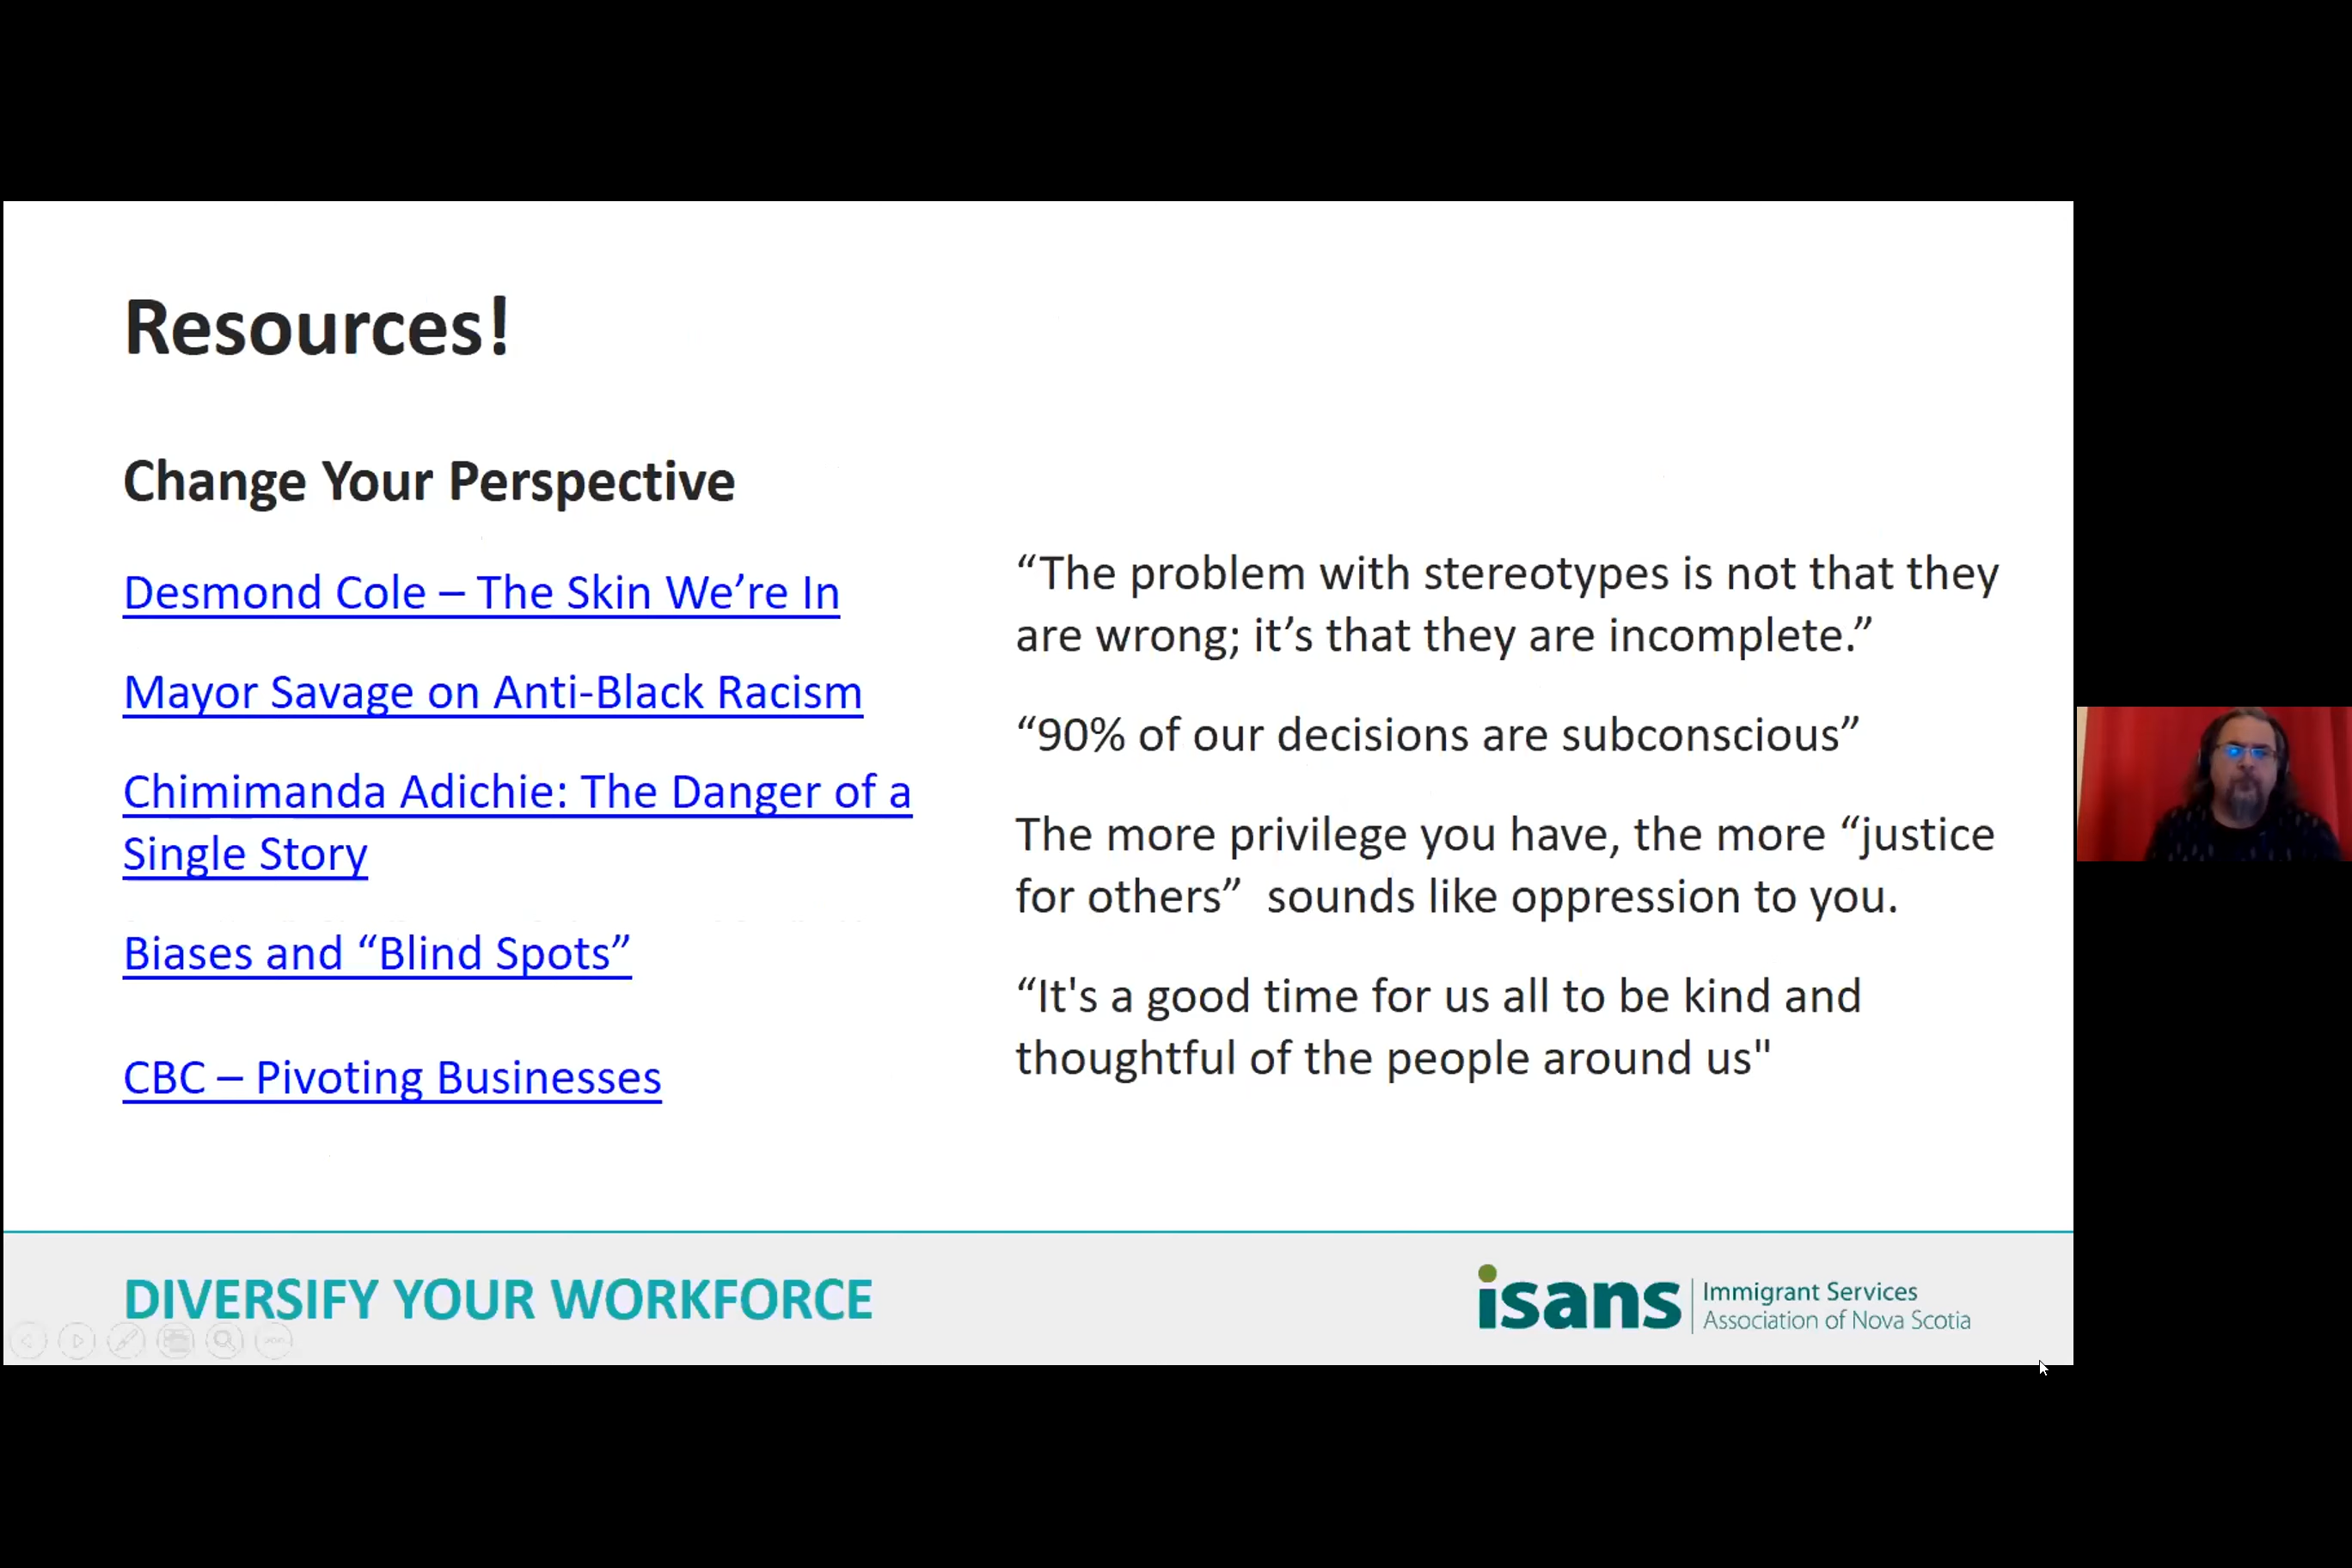 Resources!
Change Your Perspective
Desmond Cole – The Skin We’re In
Mayor Savage on Anti-Black Racism
Chimimanda Adichie: The Danger of a
Single Story
Biases and “Blind Spots”
CBC – Pivoting Businesses
“The problem with stereotypes is not that they
are wrong; it’s that they are incomplete.”
“90% of our decisions are subconscious”
The more privilege you have, the more “justice
for others”  sounds like oppression to you.
“It's a good time for us all to be kind and
thoughtful of the people around us"
DIVERSIFY YOUR WORKFORCE
isans
Immigrant Services
Association of Nova Scotia